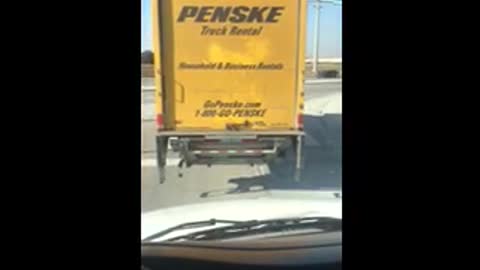 PENSKE
Truck Rental
Household & Business Rentals
GoPenske.com
1-800-GO-PENSKE